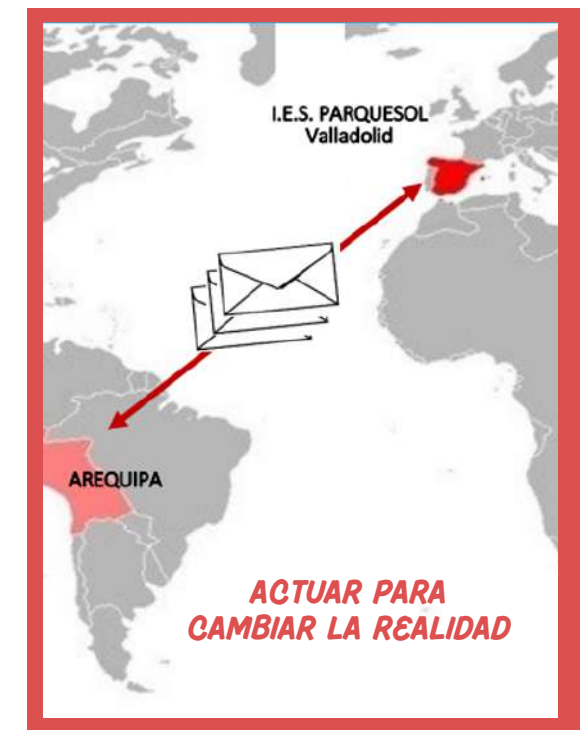 I.E.S. PARQUESOL
Valladolid
AREQUIPA
ACTUAR PARA
CAMBIAR LA REALIDAD